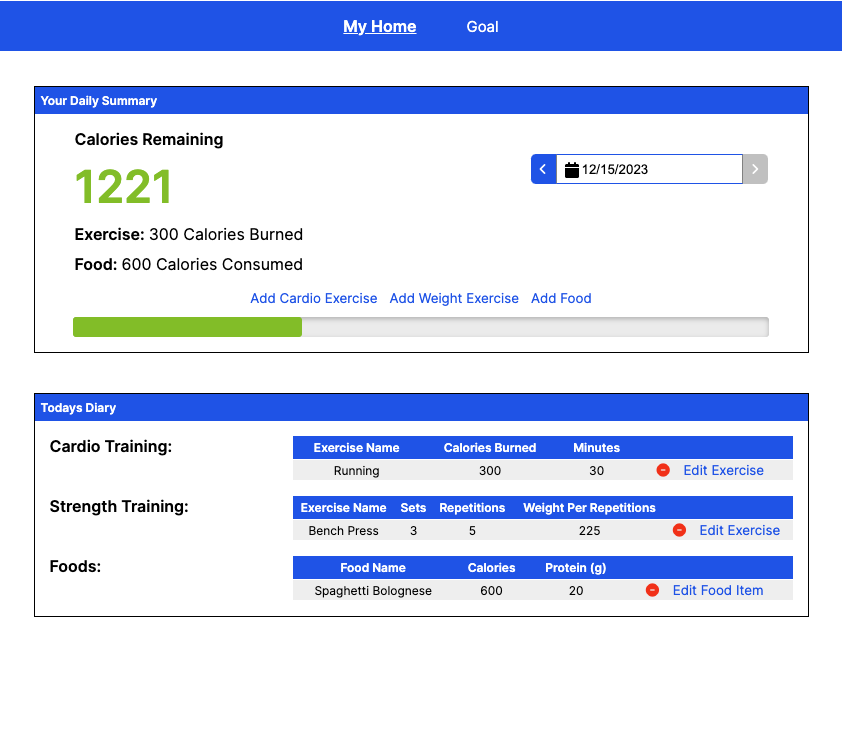 My Home Goal
Your Daily Summary
Calories Remaining
1221
12/15/2023
Exercise: 300 Calories Burned
Food: 600 Calories Consumed
Add Cardio Exercise Add Weight Exercise Add Food
Todays Diary
Cardio Training:
Exercise Name Calories Burned Minutes
Running 300 30 Edit Exercise
Strength Training:
Exercise Name Sets Repetitions Weight Per Repetitions
Bench Press 3 5 225 Edit Exercise
Foods:
Food Name Calories Protein (g)
Spaghetti Bolognese 600 20 Edit Food Item